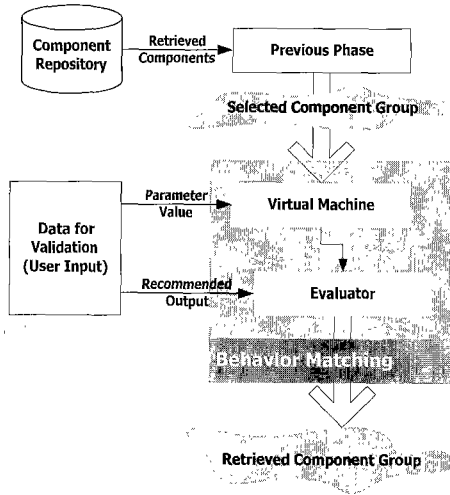 Component
Repository
Retrieved
Components
Previous Phase
Selected Component Group
Parameter
Value
Virtual Machine
Data for
Validation
(User Input)
Recommended
Output
Evaluator
Behavior Matching
Retrieved Component Group